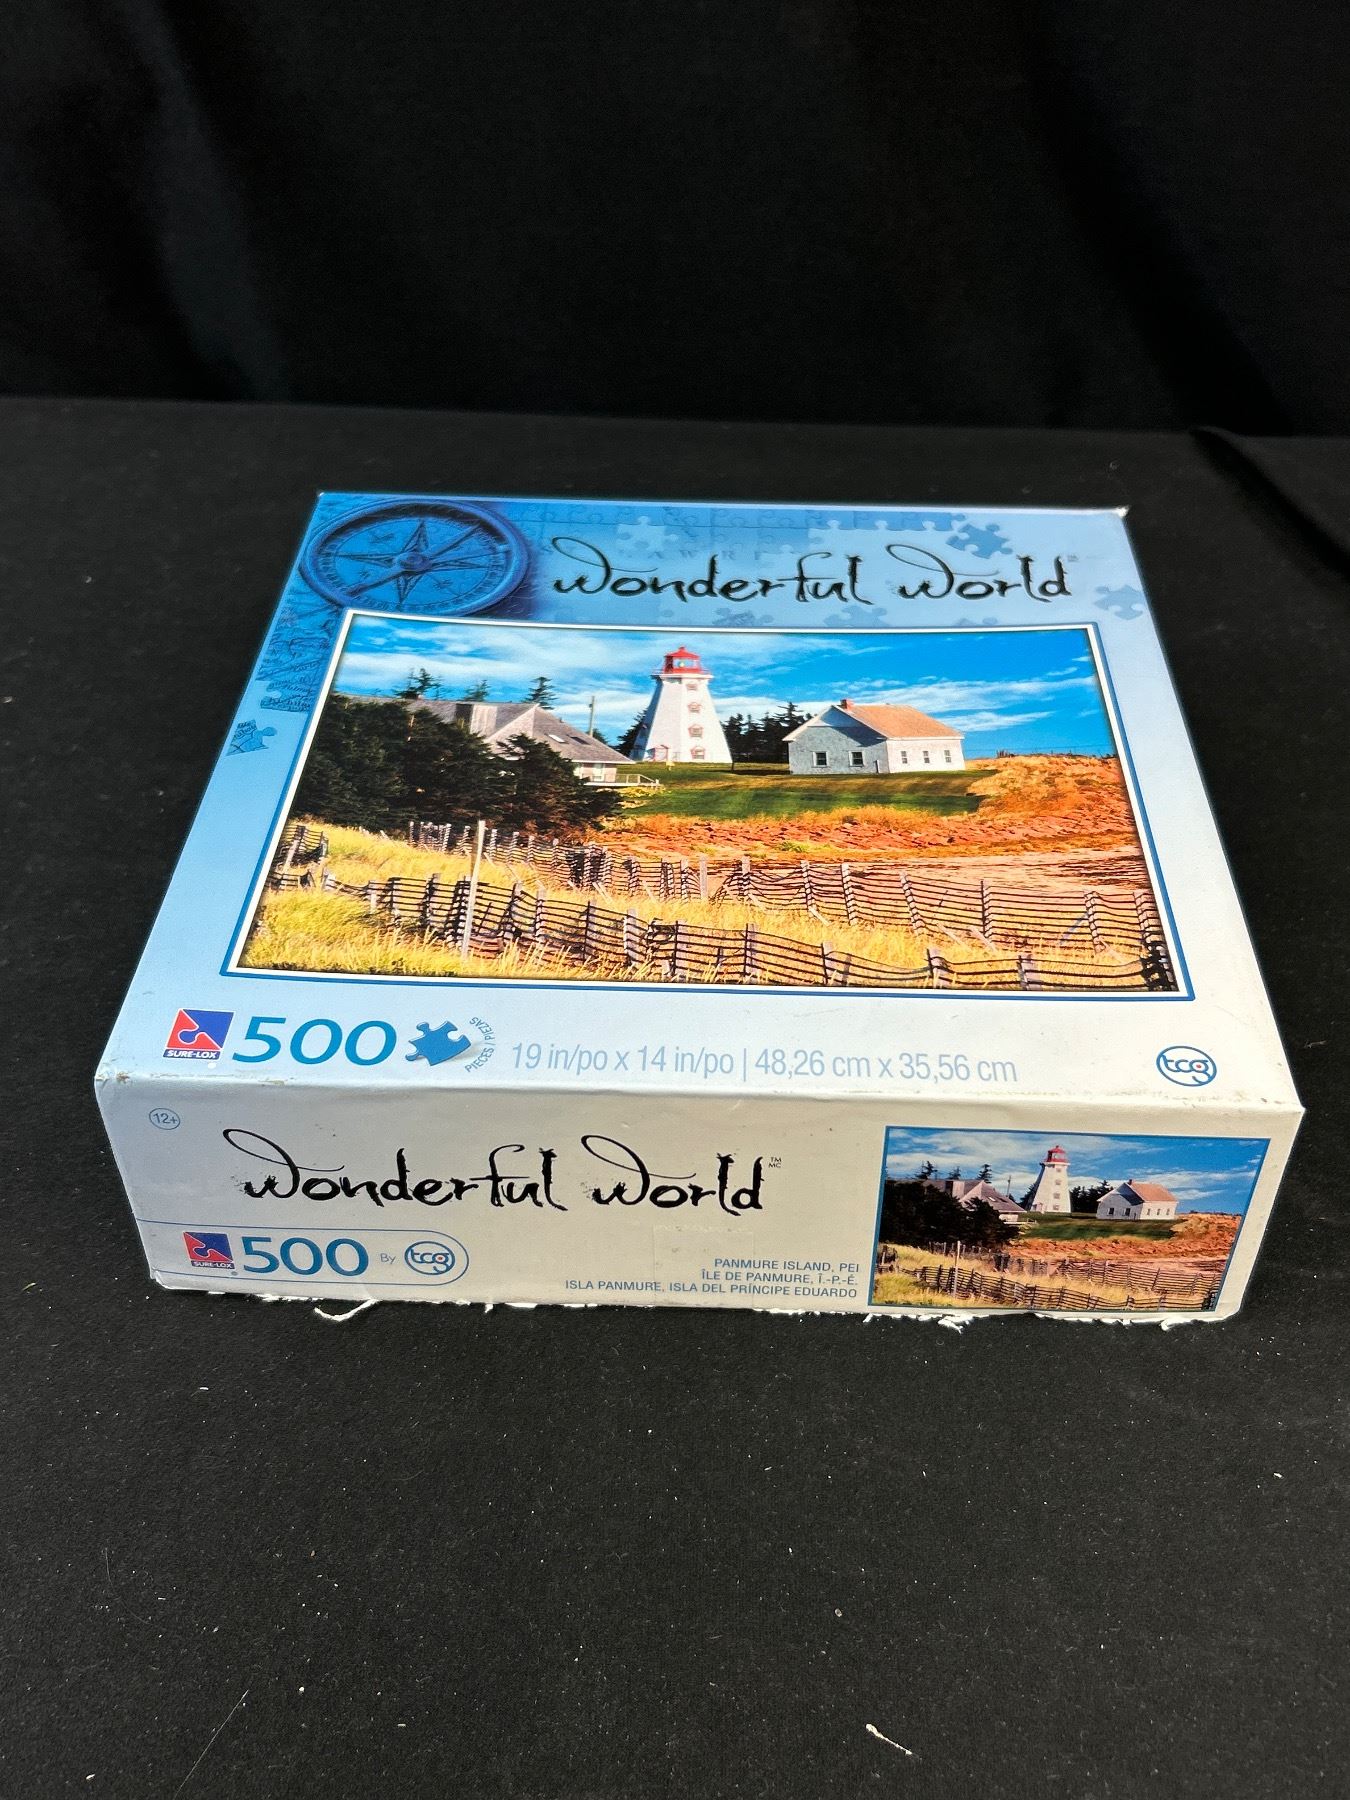 wonderful world
SURE-LOX
500
PIECES / PIEZAS
19 in/po x 14 in/po | 48,26 cm x 35,56 cm
tcg
12+
wonderful world TM MC
SURE-LOX
500 By tcg
PANMURE ISLAND, PEI
ÎLE DE PANMURE, Î.-P.-É.
ISLA PANMURE, ISLA DEL PRÍNCIPE EDUARDO